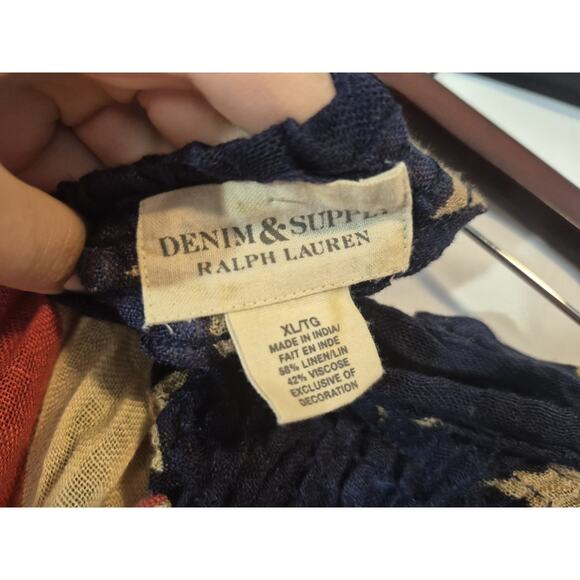 DENIM & SUPPLY
RALPH LAUREN
XL/TG
MADE IN INDIA/
FAIT EN INDE
58% LINEN/LIN
42% VISCOSE
EXCLUSIVE OF
DECORATION